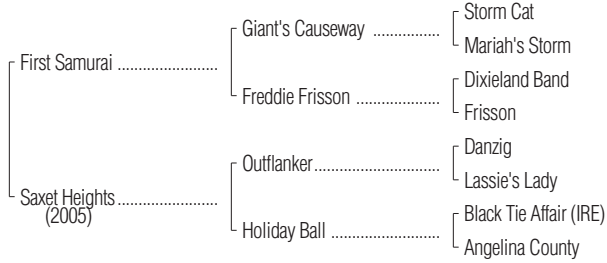 Storm Cat
Giant's Causeway ................
Mariah's Storm
First Samurai ........................
Dixieland Band
Freddie Frisson ....................
Frisson
Danzig
Outflanker..............................
Lassie's Lady
Saxet Heights ........................
(2005)
Black Tie Affair (IRE)
Holiday Ball ..........................
Angelina County